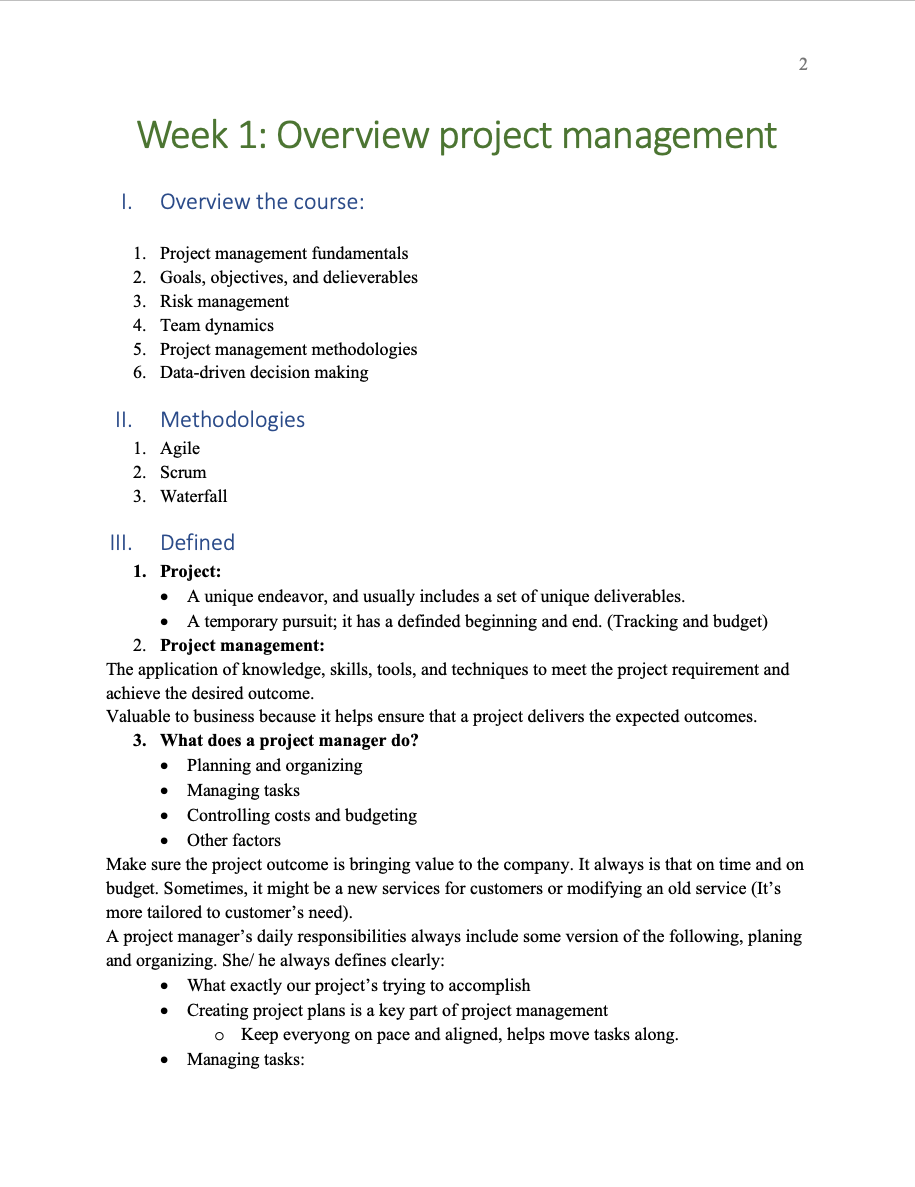 2
Week 1: Overview project management
I. Overview the course:
1. Project management fundamentals
2. Goals, objectives, and delieverables
3. Risk management
4. Team dynamics
5. Project management methodologies
6. Data-driven decision making
II. Methodologies
1. Agile
2. Scrum
3. Waterfall
III. Defined
1. Project:
• A unique endeavor, and usually includes a set of unique deliverables.
• A temporary pursuit; it has a definded beginning and end. (Tracking and budget)
2. Project management:
The application of knowledge, skills, tools, and techniques to meet the project requirement and
achieve the desired outcome.
Valuable to business because it helps ensure that a project delivers the expected outcomes.
3. What does a project manager do?
• Planning and organizing
• Managing tasks
• Controlling costs and budgeting
• Other factors
Make sure the project outcome is bringing value to the company. It always is that on time and on
budget. Sometimes, it might be a new services for customers or modifying an old service (It’s
more tailored to customer’s need).
A project manager’s daily responsibilities always include some version of the following, planing
and organizing. She/ he always defines clearly:
• What exactly our project’s trying to accomplish
• Creating project plans is a key part of project management
o Keep everyong on pace and aligned, helps move tasks along.
• Managing tasks: